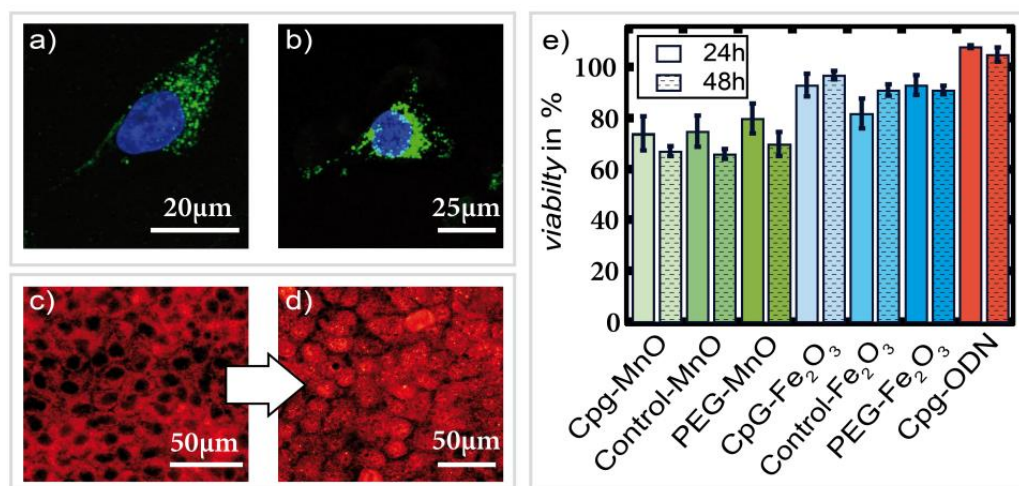 a)
20μm
b)
25μm
c)
50μm
d)
50μm
e)
viabilty in %
100
80
60
40
20
0
24h
48h
Cpg-MnO
Control-MnO
PEG-MnO
CpG-Fe₂O₃
Control-Fe₂O₃
PEG-Fe₂O₃
Cpg-ODN